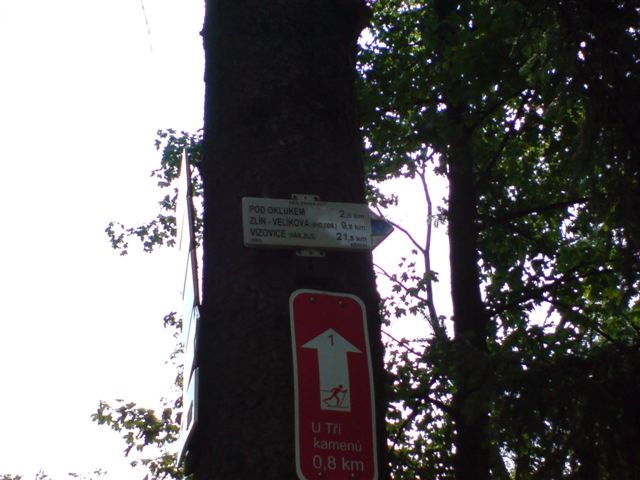 POD OKLUKEM 2,5 km
ZLÍN - VELÍKOVÁ 9,5 km
VIZOVICE 21,5 km
1
U Tří
kamenů
0,8 km